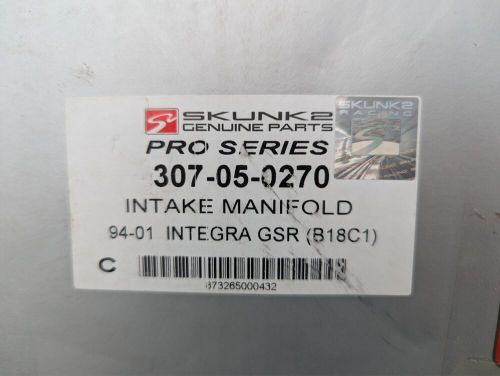 SKUNK2
GENUINE PARTS
SKUNK2
RACING
PRO SERIES
307-05-0270
INTAKE MANIFOLD
94-01 INTEGRA GSR (B18C1)
C
873265000432